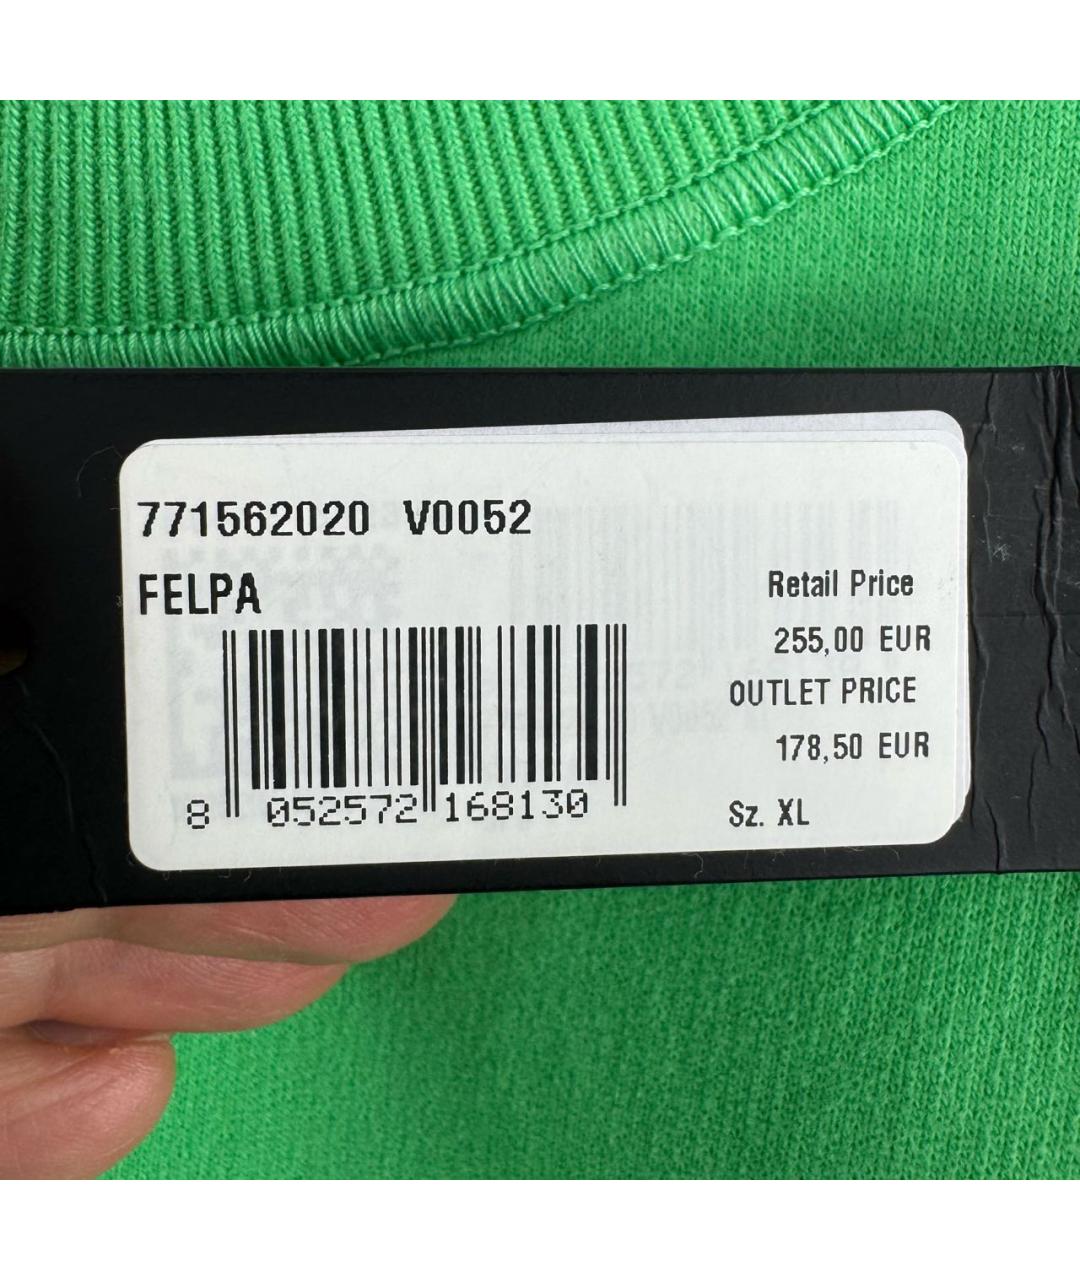 771562020 V0052
FELPA
Retail Price
255,00 EUR
OUTLET PRICE
178,50 EUR
8 052572 168130
Sz. XL